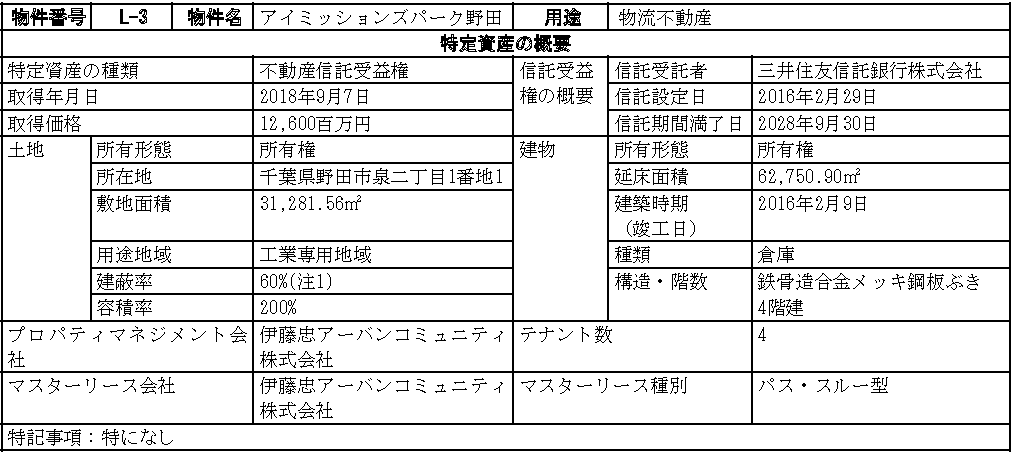 物件番号 L-3 物件名 アイミッションズパーク野田 用途 物流不動産
特定資産の概要
特定資産の種類 不動産信託受益権 信託受益権の概要 信託受託者 三井住友信託銀行株式会社
取得年月日 2018年9月7日 信託設定日 2016年2月29日
取得価格 12,600百万円 信託期間満了日 2028年9月30日
土地 所有形態 所有権 建物 所有形態 所有権
所在地 千葉県野田市泉二丁目1番地1 延床面積 62,750.90㎡
敷地面積 31,281.56㎡ 建築時期 2016年2月9日
（竣工日）
用途地域 工業専用地域 種類 倉庫
建蔽率 60%(注1) 構造・階数 鉄骨造合金メッキ鋼板ぶき
容積率 200% 4階建
プロパティマネジメント会 伊藤忠アーバンコミュニティ テナント数 4
社 株式会社
マスターリース会社 伊藤忠アーバンコミュニティ マスターリース種別 パス・スルー型
株式会社
特記事項：特になし